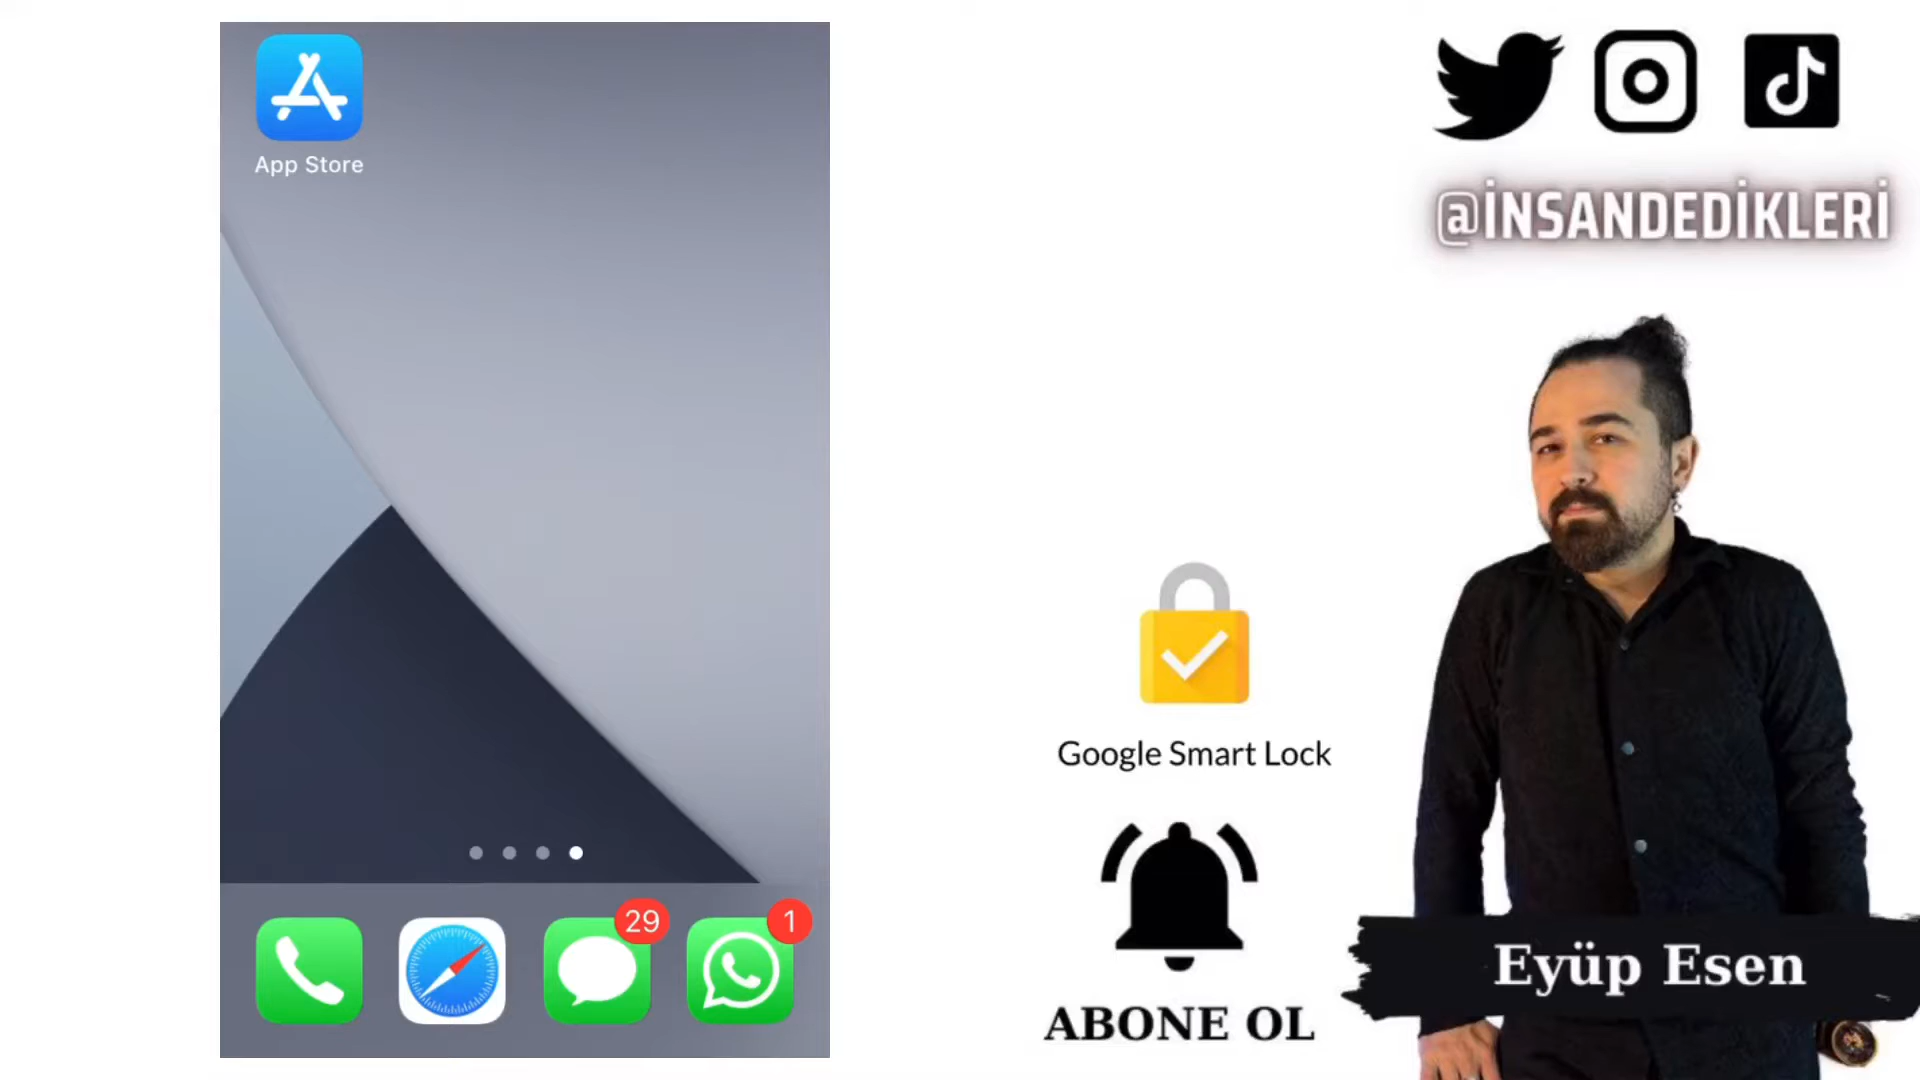 App Store
29
1
@İNSANDEDİKLERİ
Google Smart Lock
ABONE OL
Eyüp Esen